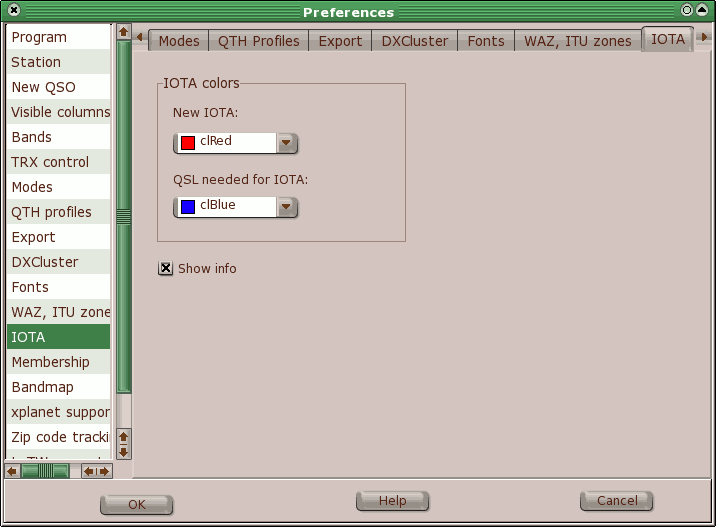 Preferences
Program
Station
New QSO
Visible columns
Bands
TRX control
Modes
QTH profiles
Export
DXCluster
Fonts
WAZ, ITU zone
IOTA
Membership
Bandmap
xplanet suppor
Zip code tracki
Modes QTH Profiles Export DXCluster Fonts WAZ, ITU zones IOTA
IOTA colors
New IOTA:
clRed
QSL needed for IOTA:
clBlue
Show info
OK Help Cancel